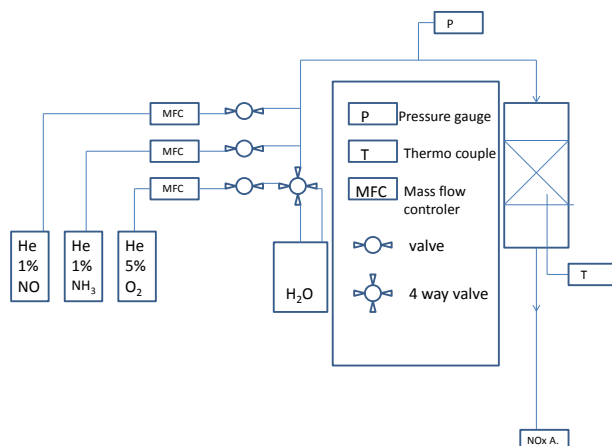 P
MFC
MFC
MFC
He
1%
NO
He
1%
NH₃
He
5%
O₂
H₂O
P Pressure gauge
T Thermo couple
MFC Mass flow
controler
valve
4 way valve
T
NOx A.